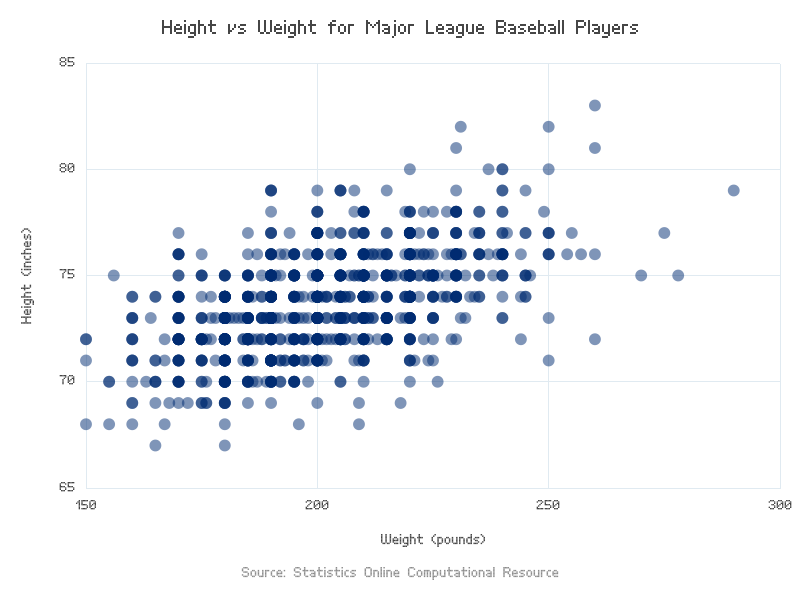 Height vs Weight for Major League Baseball Players
85
80
75
70
65
Height (inches)
150
200
250
300
Weight (pounds)
Source: Statistics Online Computational Resource